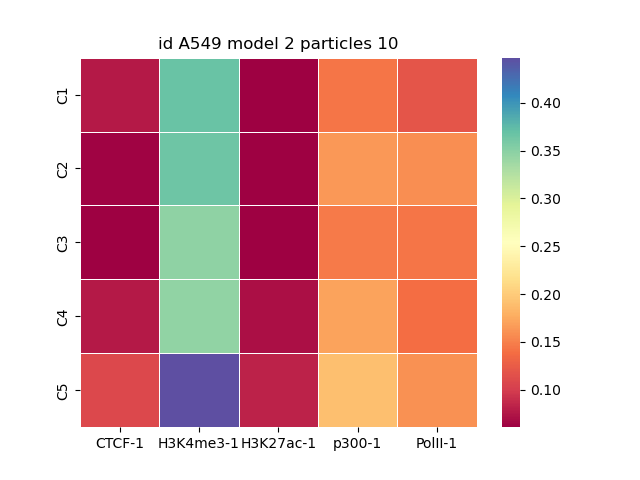 id A549 model 2 particles 10
C1
C2
C3
C4
C5
CTCF-1 H3K4me3-1 H3K27ac-1 p300-1 PolII-1
0.40
0.35
0.30
0.25
0.20
0.15
0.10